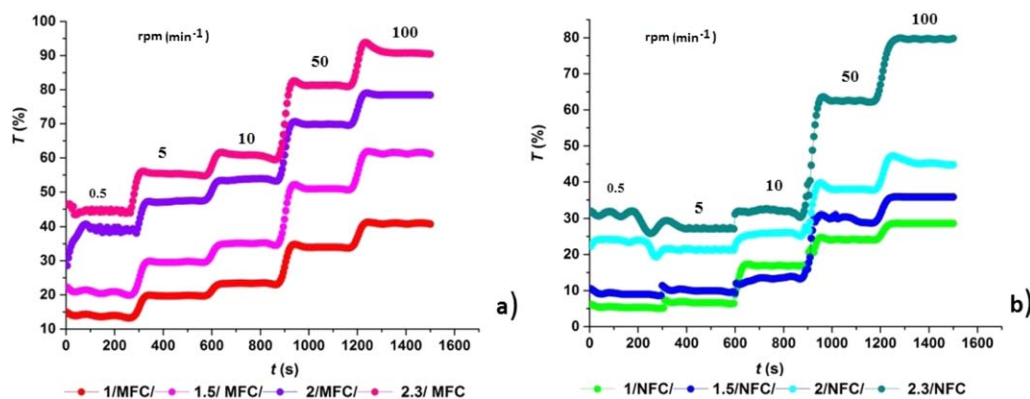 a)
rpm (min⁻¹)
T (%)
100
90
80
70
60
50
40
30
20
10
0.5
5
10
50
100
0 200 400 600 800 1000 1200 1400 1600
t (s)
1/MFC/ 1.5/ MFC/ 2/MFC/ 2.3/ MFC
b)
rpm (min⁻¹)
T (%)
80
70
60
50
40
30
20
10
0
0.5
5
10
50
100
0 200 400 600 800 1000 1200 1400 1600
t (s)
1/NFC/ 1.5/NFC/ 2/NFC/ 2.3/NFC